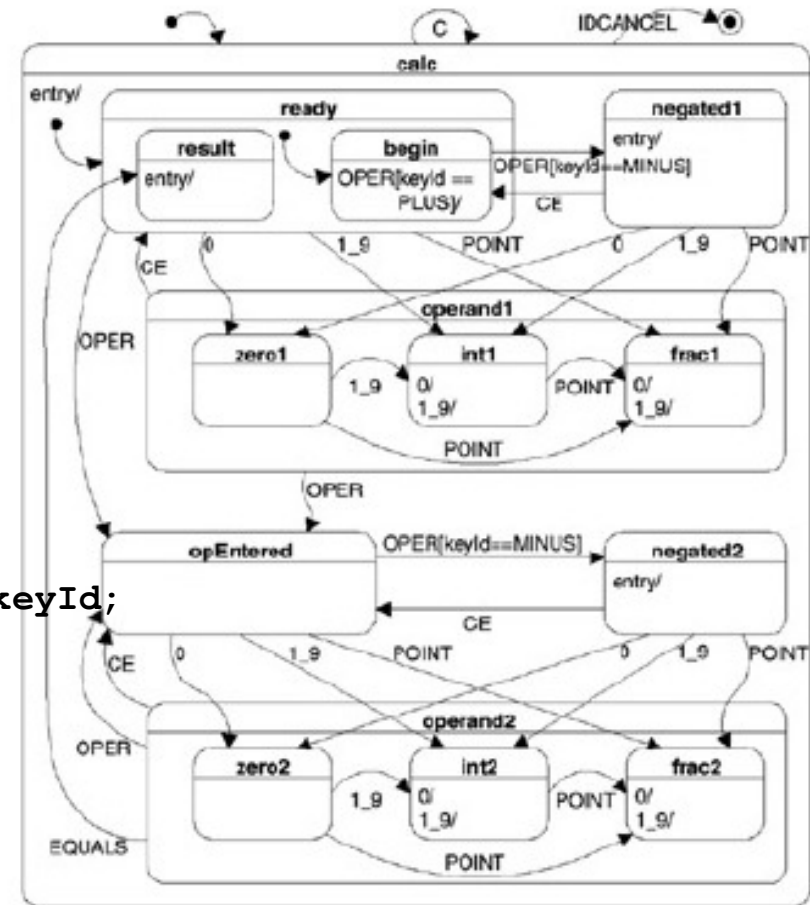 C
IDCANCEL
calc
entry/
ready
result
entry/
begin
OPER[keyId ==
PLUS]/
negated1
entry/
OPER[keyId==MINUS]
CE
0
1_9
POINT
0
1_9
POINT
CE
OPER
operand1
zero1
1_9
int1
0/
1_9/
POINT
frac1
0/
1_9/
POINT
OPER
opEntered
OPER[keyId==MINUS]
negated2
entry/
keyId;
CE
0
1_9
POINT
0
1_9
POINT
CE
OPER
operand2
zero2
1_9
int2
0/
1_9/
POINT
frac2
0/
1_9/
POINT
EQUALS